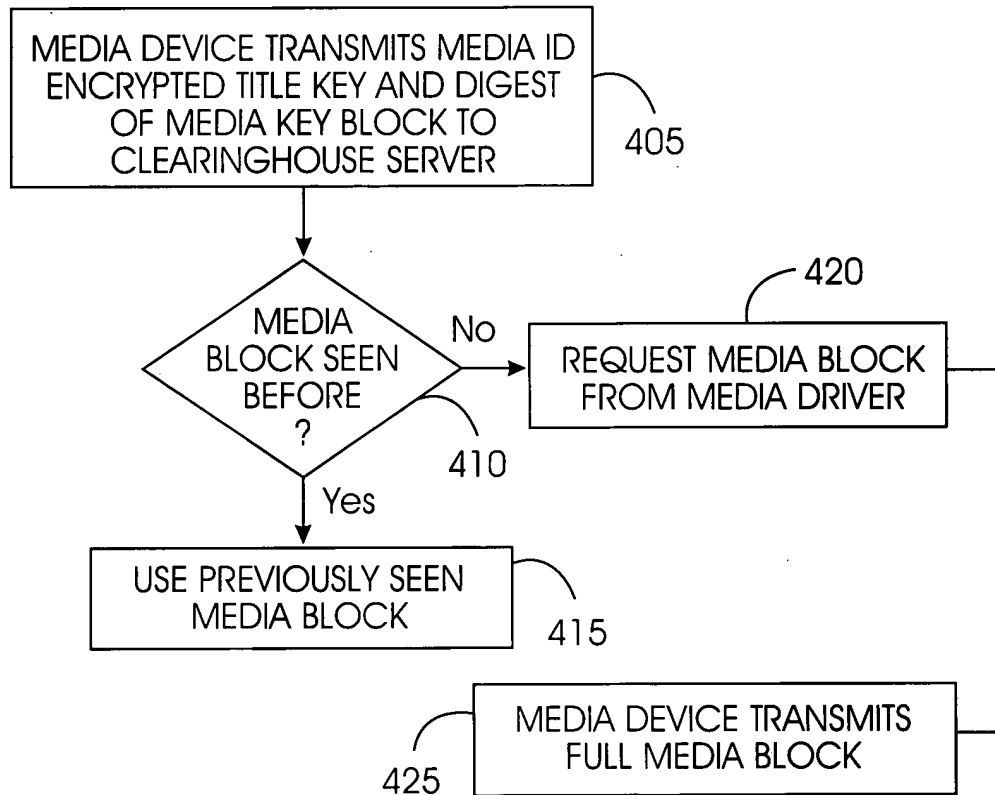 MEDIA DEVICE TRANSMITS MEDIA ID
ENCRYPTED TITLE KEY AND DIGEST
OF MEDIA KEY BLOCK TO
CLEARINGHOUSE SERVER
405
MEDIA
BLOCK SEEN
BEFORE
?
410
No
420
REQUEST MEDIA BLOCK
FROM MEDIA DRIVER
Yes
USE PREVIOUSLY SEEN
MEDIA BLOCK
415
MEDIA DEVICE TRANSMITS
FULL MEDIA BLOCK
425